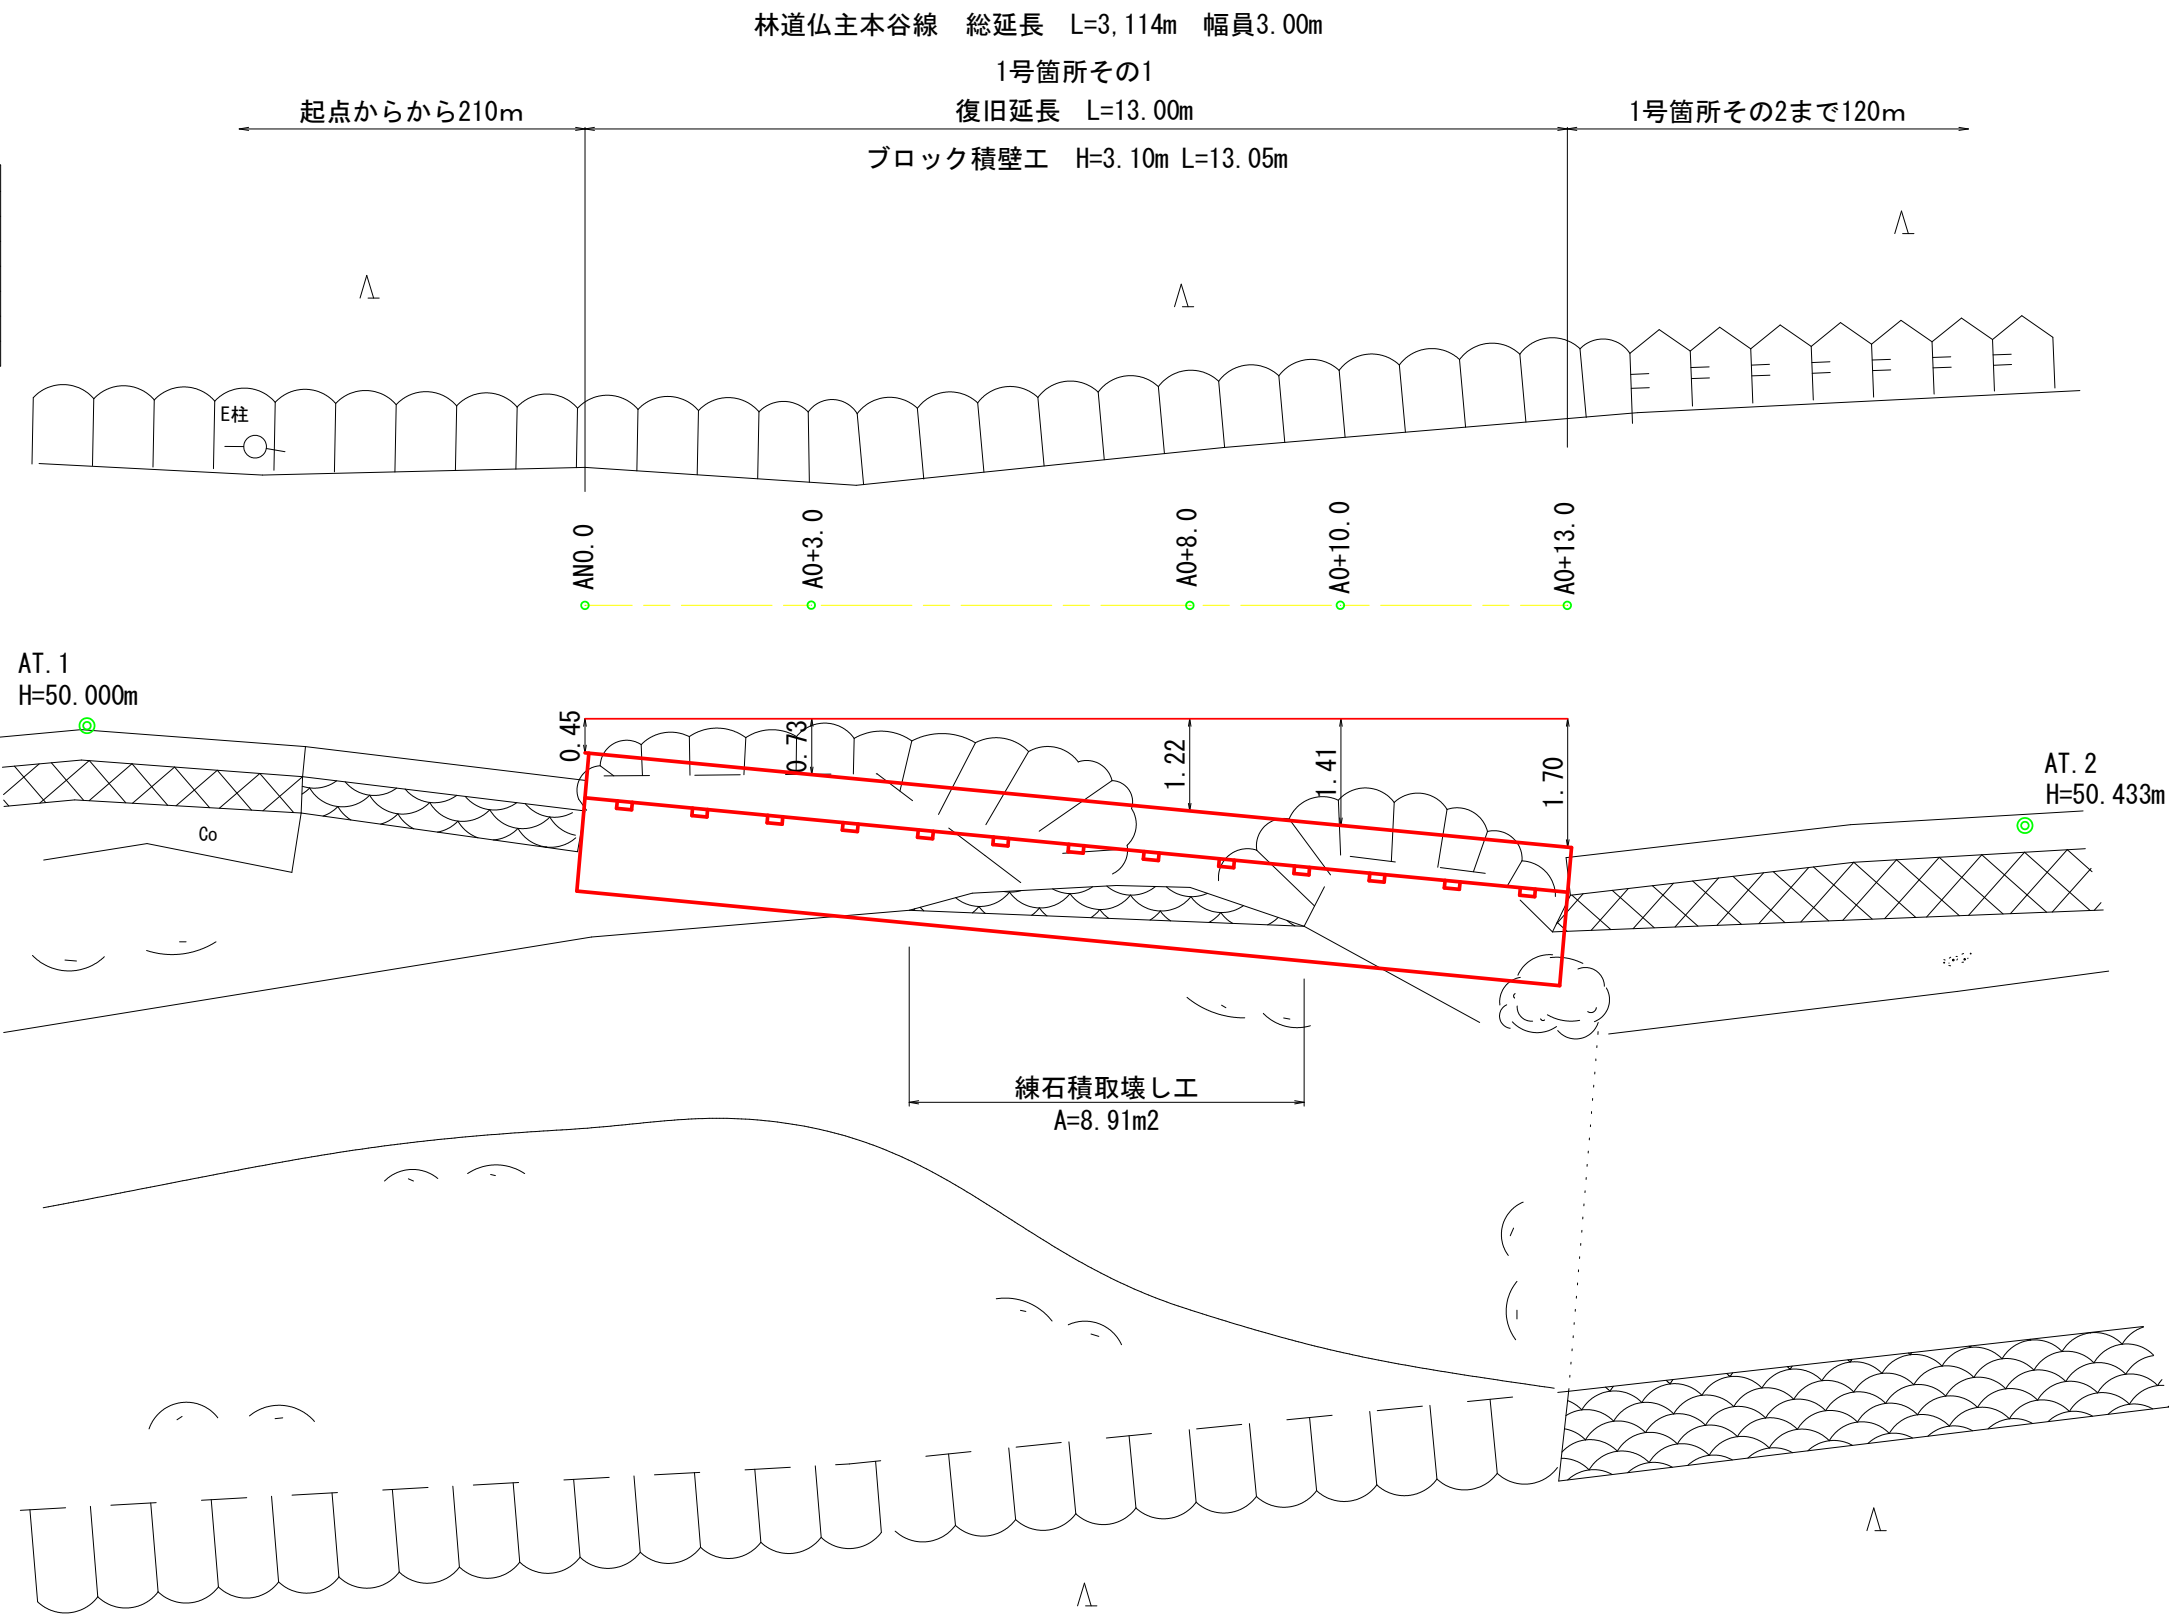 林道仏主本谷線　総延長　L=3,114m　幅員3.00m
1号箇所その1
起点からから210m
復旧延長　L=13.00m
1号箇所その2まで120m
ブロック積壁工　H=3.10m L=13.05m
E柱
ANO.0
A0+3.0
A0+8.0
A0+10.0
A0+13.0
AT.1
H=50.000m
0.45
0.73
1.22
1.41
1.70
AT.2
H=50.433m
Co
練石積取壊し工
A=8.91m2